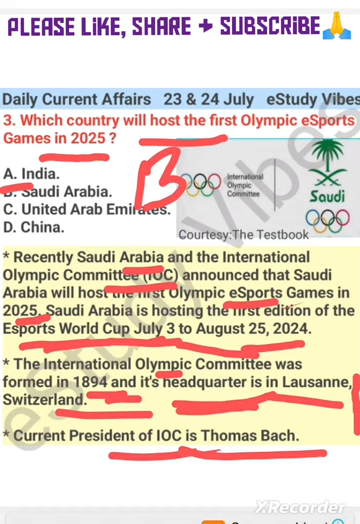 PLEASE LIKE, SHARE + SUBSCRIBE🙏
Daily Current Affairs 23 & 24 July eStudy Vibes
3. Which country will host the first Olympic eSports
Games in 2025 ?
A. India.
B. Saudi Arabia.
C. United Arab Emirates.
D. China.
International
Olympic
Committee
Saudi
Courtesy:The Testbook
* Recently Saudi Arabia and the International
Olympic Committee (IOC) announced that Saudi
Arabia will host the first Olympic eSports Games in
2025. Saudi Arabia is hosting the first edition of the
Esports World Cup July 3 to August 25, 2024.
* The International Olympic Committee was
formed in 1894 and it's headquarter is in Lausanne,
Switzerland.
* Current President of IOC is Thomas Bach.
eStudy Vibes
XRecorder